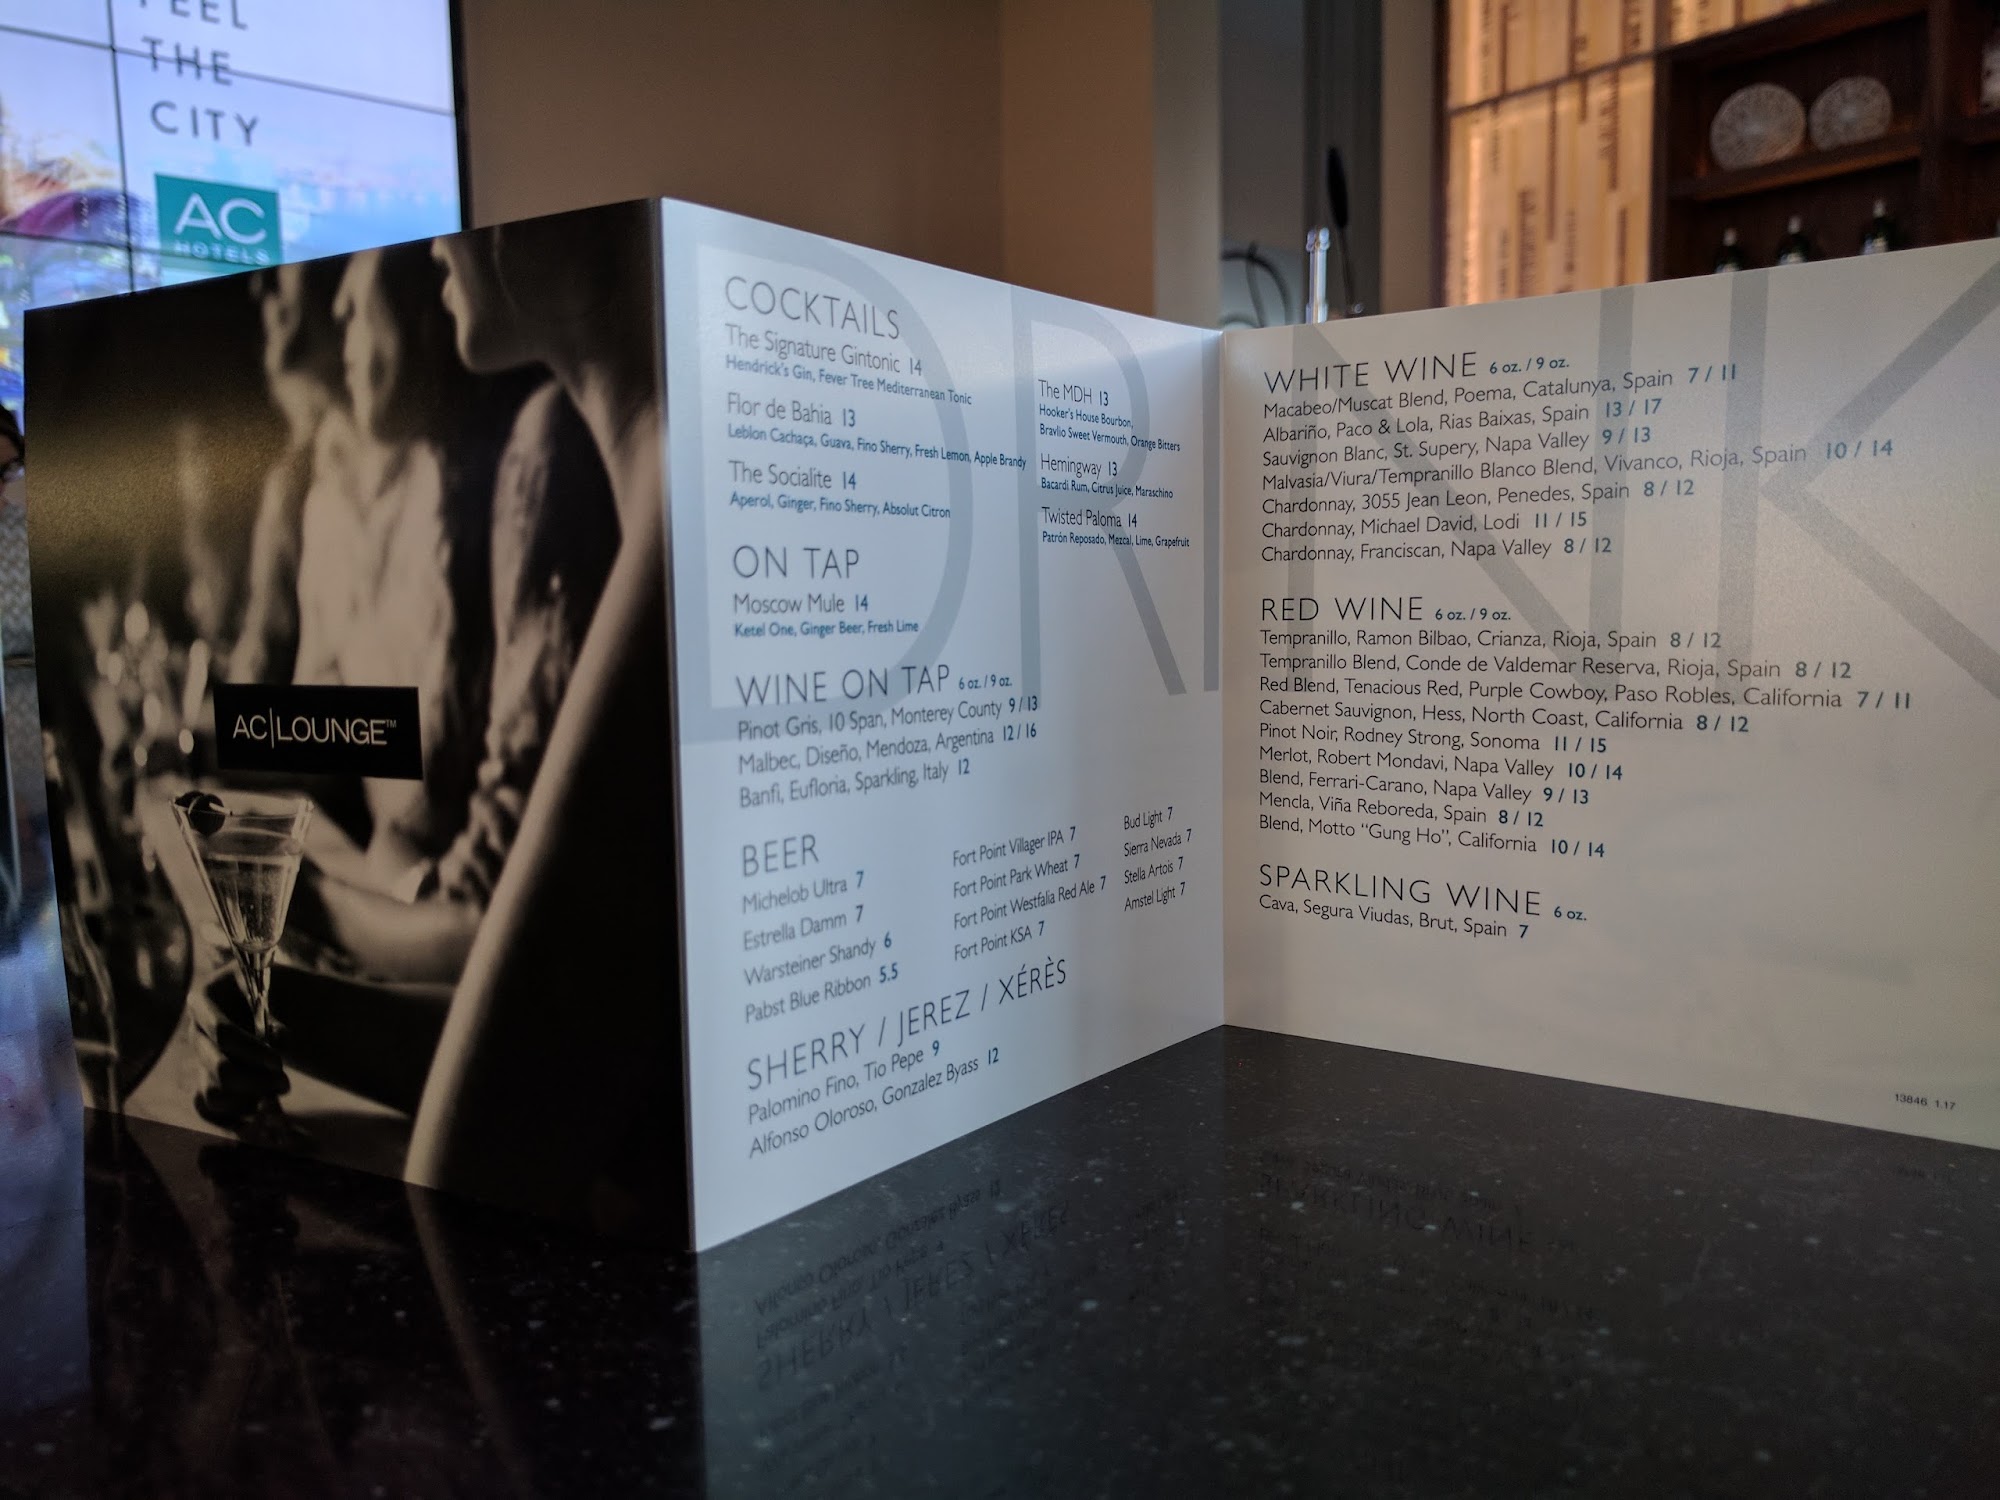 FEEL
THE
CITY
AC
HOTELS
AC|LOUNGE™
DRINK
COCKTAILS
The Signature Gintonic 14
Hendrick's Gin, Fever Tree Mediterranean Tonic
Flor de Bahia 13
Leblon Cachaça, Guava, Fino Sherry, Fresh Lemon, Apple Brandy
The Socialite 14
Aperol, Ginger, Fino Sherry, Absolut Citron
The MDH 13
Hooker's House Bourbon,
Bravlio Sweet Vermouth, Orange Bitters
Hemingway 13
Bacardi Rum, Citrus Juice, Maraschino
Twisted Paloma 14
Patrón Reposado, Mezcal, Lime, Grapefruit
ON TAP
Moscow Mule 14
Ketel One, Ginger Beer, Fresh Lime
WINE ON TAP 6 oz. / 9 oz.
Pinot Gris, 10 Span, Monterey County 9 / 13
Malbec, Diseño, Mendoza, Argentina 12 / 16
Banfi, Eufloria, Sparkling, Italy 12
BEER
Michelob Ultra 7
Estrella Damm 7
Warsteiner Shandy 6
Pabst Blue Ribbon 5.5
Fort Point Villager IPA 7
Fort Point Park Wheat 7
Fort Point Westfalia Red Ale 7
Fort Point KSA 7
Bud Light 7
Sierra Nevada 7
Stella Artois 7
Amstel Light 7
SHERRY / JEREZ / XÉRÈS
Palomino Fino, Tio Pepe 9
Alfonso Oloroso, Gonzalez Byass 12
WHITE WINE 6 oz. / 9 oz.
Macabeo/Muscat Blend, Poema, Catalunya, Spain 7 / 11
Albariño, Paco & Lola, Rias Baixas, Spain 13 / 17
Sauvignon Blanc, St. Supery, Napa Valley 9 / 13
Malvasia/Viura/Tempranillo Blanco Blend, Vivanco, Rioja, Spain 10 / 14
Chardonnay, 3055 Jean Leon, Penedes, Spain 8 / 12
Chardonnay, Michael David, Lodi 11 / 15
Chardonnay, Franciscan, Napa Valley 8 / 12
RED WINE 6 oz. / 9 oz.
Tempranillo, Ramon Bilbao, Crianza, Rioja, Spain 8 / 12
Tempranillo Blend, Conde de Valdemar Reserva, Rioja, Spain 8 / 12
Red Blend, Tenacious Red, Purple Cowboy, Paso Robles, California 7 / 11
Cabernet Sauvignon, Hess, North Coast, California 8 / 12
Pinot Noir, Rodney Strong, Sonoma 11 / 15
Merlot, Robert Mondavi, Napa Valley 10 / 14
Blend, Ferrari-Carano, Napa Valley 9 / 13
Mencla, Viña Reboreda, Spain 8 / 12
Blend, Motto "Gung Ho", California 10 / 14
SPARKLING WINE 6 oz.
Cava, Segura Viudas, Brut, Spain 7
13846 1.17